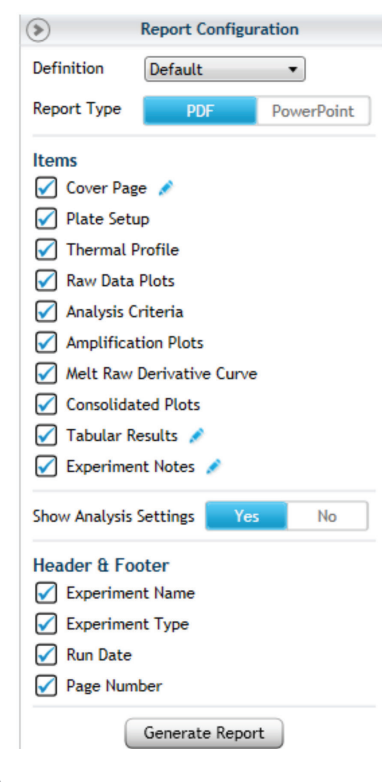 Report Configuration
Definition Default
Report Type PDF PowerPoint
Items
Cover Page
Plate Setup
Thermal Profile
Raw Data Plots
Analysis Criteria
Amplification Plots
Melt Raw Derivative Curve
Consolidated Plots
Tabular Results
Experiment Notes
Show Analysis Settings Yes No
Header & Footer
Experiment Name
Experiment Type
Run Date
Page Number
Generate Report